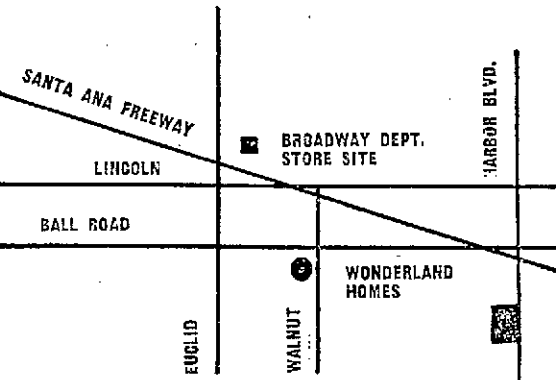 SANTA ANA FREEWAY
BROADWAY DEPT.
STORE SITE
HARBOR BLVD.
LINCOLN
BALL ROAD
WONDERLAND
HOMES
EUCLID
WALNUT